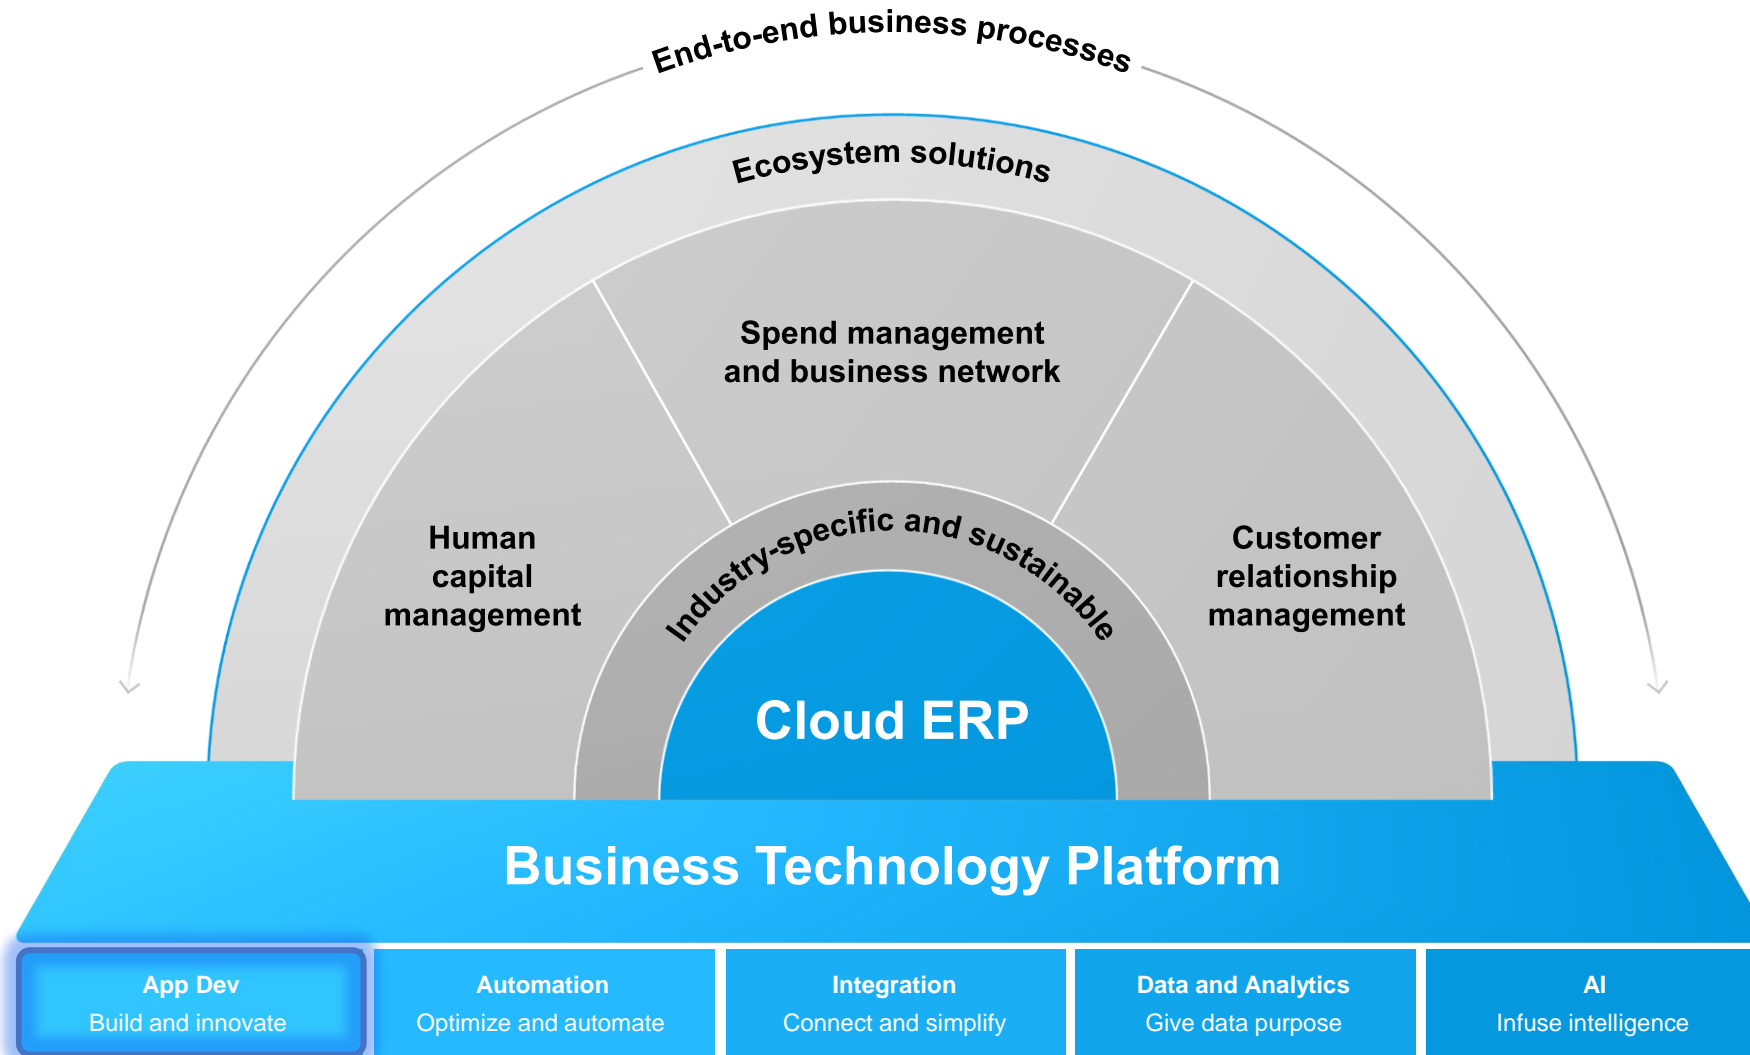 End-to-end business processes
Ecosystem solutions
Spend management
and business network
Human
capital
management
Customer
relationship
management
Industry-specific and sustainable
Cloud ERP
Business Technology Platform
App Dev
Build and innovate
Automation
Optimize and automate
Integration
Connect and simplify
Data and Analytics
Give data purpose
AI
Infuse intelligence